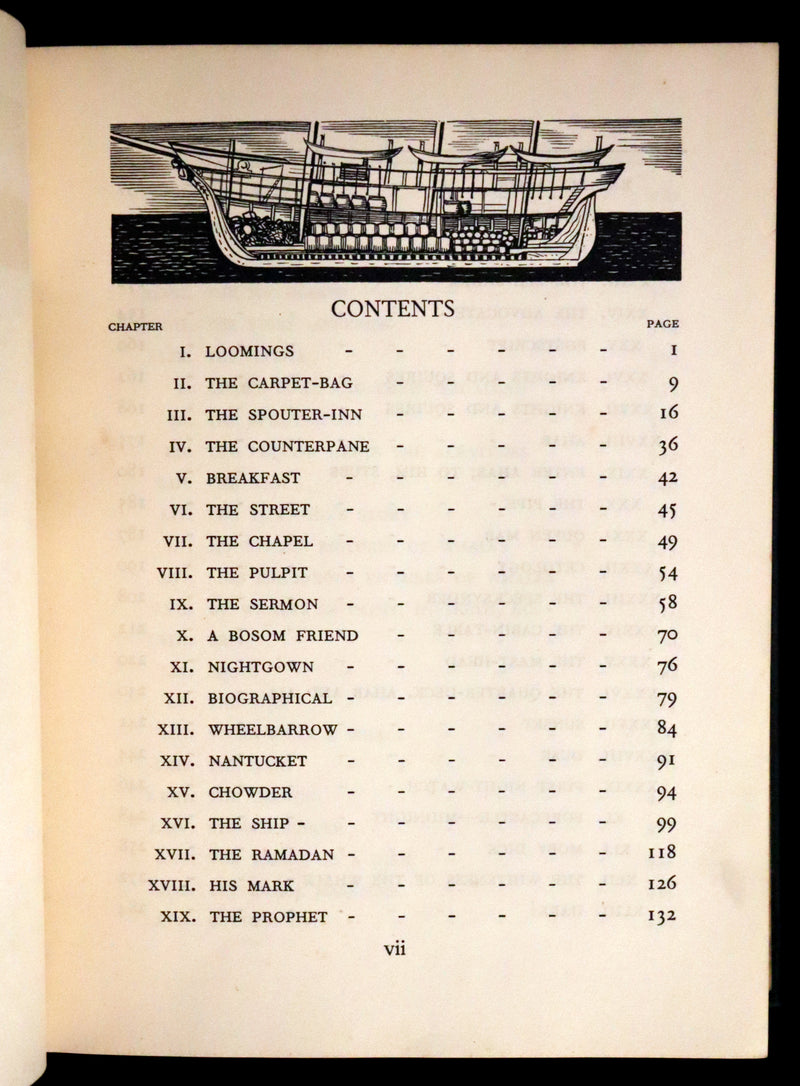 CONTENTS
CHAPTER PAGE
I. LOOMINGS - - - - - - 1
II. THE CARPET-BAG - - - - - 9
III. THE SPOUTER-INN - - - - - 16
IV. THE COUNTERPANE - - - - - 36
V. BREAKFAST - - - - - - 42
VI. THE STREET - - - - - - 45
VII. THE CHAPEL - - - - - - 49
VIII. THE PULPIT - - - - - - 54
IX. THE SERMON - - - - - - 58
X. A BOSOM FRIEND - - - - - 70
XI. NIGHTGOWN - - - - - - 76
XII. BIOGRAPHICAL - - - - - - 79
XIII. WHEELBARROW - - - - - - 84
XIV. NANTUCKET - - - - - - 91
XV. CHOWDER - - - - - - 94
XVI. THE SHIP - - - - - - - 99
XVII. THE RAMADAN - - - - - - 118
XVIII. HIS MARK - - - - - - 126
XIX. THE PROPHET - - - - - - 132
vii